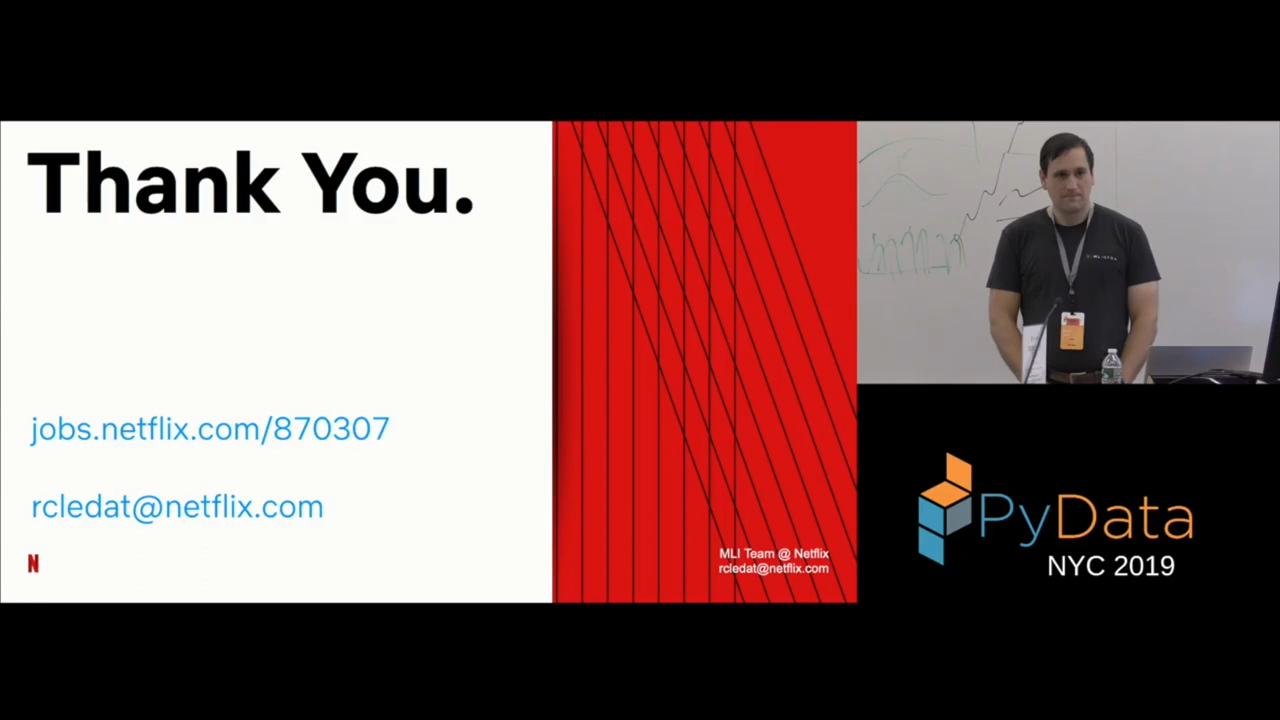 Thank You.
jobs.netflix.com/870307
rcledat@netflix.com
N
MLI Team @ Netflix
rcledat@netflix.com
PyData
NYC 2019